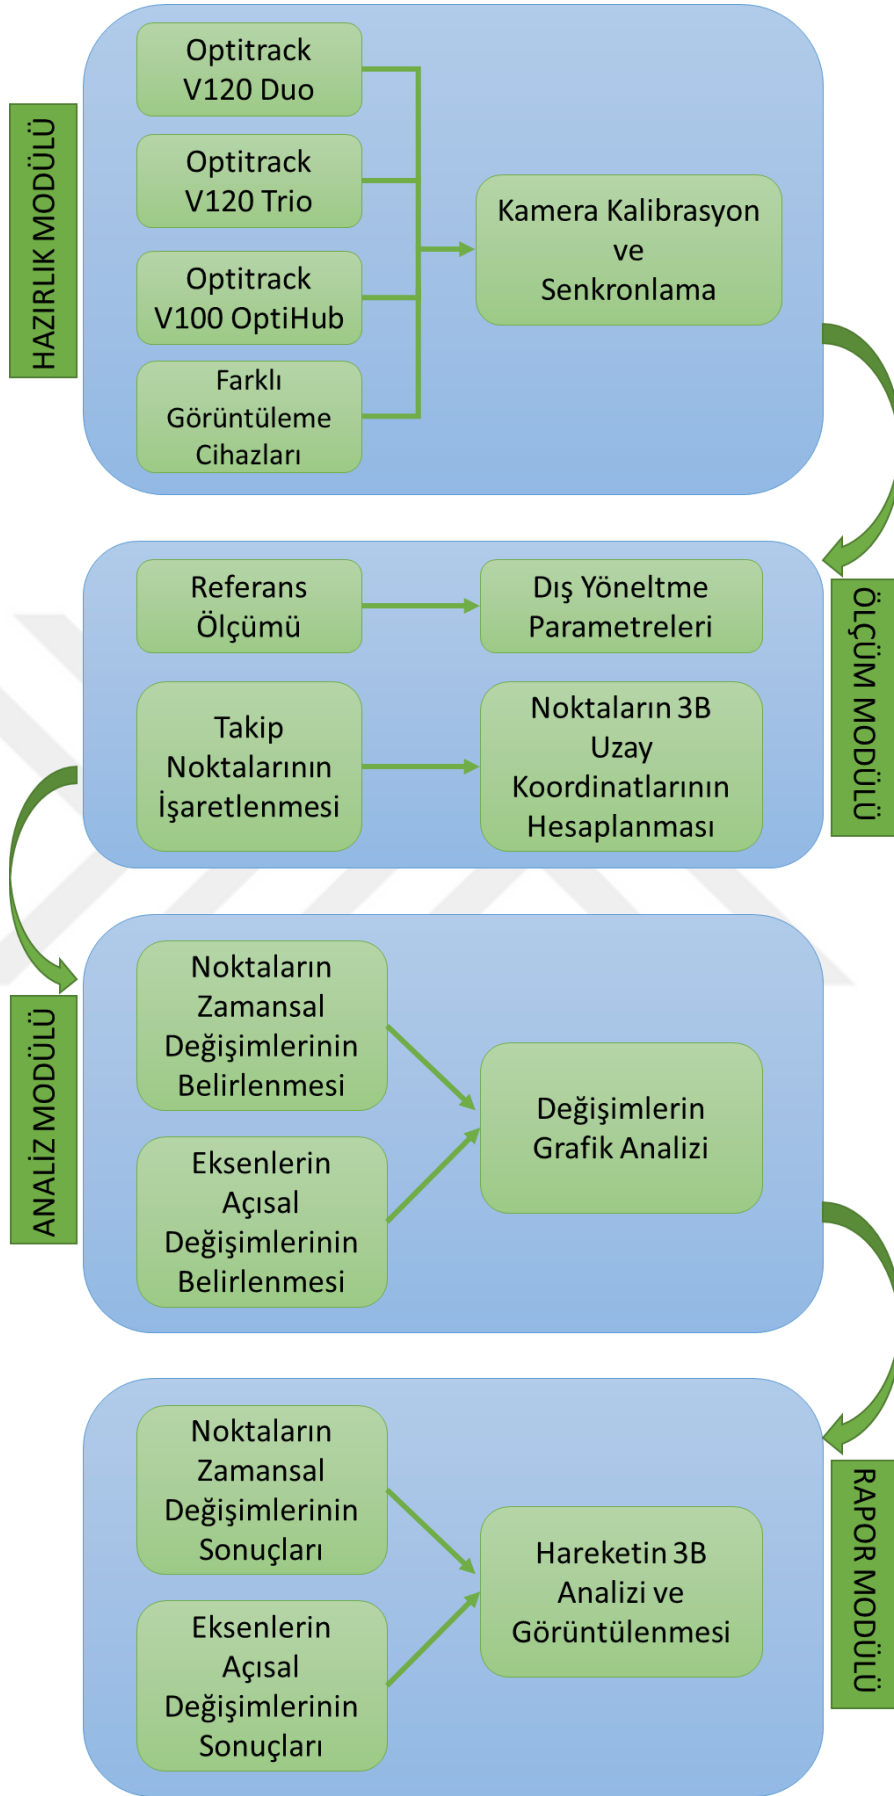 HAZIRLIK MODÜLÜ
Optitrack
V120 Duo
Optitrack
V120 Trio
Optitrack
V100 OptiHub
Farklı
Görüntüleme
Cihazları
Kamera Kalibrasyon
ve
Senkronlama
ÖLÇÜM MODÜLÜ
Referans
Ölçümü
Dış Yöneltme
Parametreleri
Takip
Noktalarının
İşaretlenmesi
Noktaların 3B
Uzay
Koordinatlarının
Hesaplanması
ANALİZ MODÜLÜ
Noktaların
Zamansal
Değişimlerinin
Belirlenmesi
Eksenlerin
Açısal
Değişimlerinin
Belirlenmesi
Değişimlerin
Grafik Analizi
RAPOR MODÜLÜ
Noktaların
Zamansal
Değişimlerinin
Sonuçları
Eksenlerin
Açısal
Değişimlerinin
Sonuçları
Hareketin 3B
Analizi ve
Görüntülenmesi